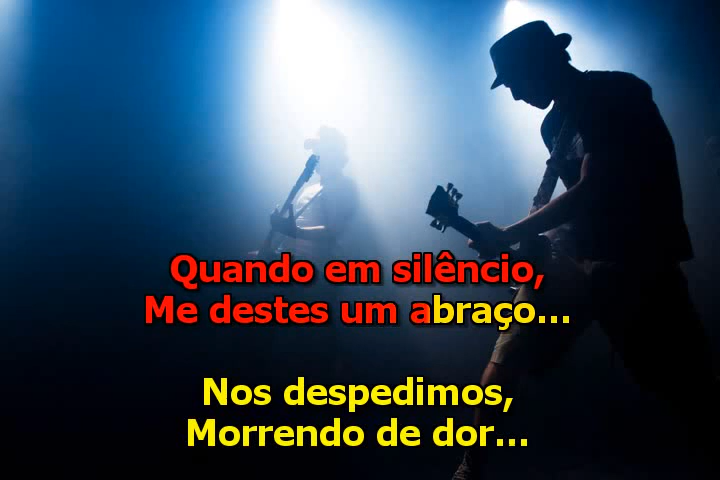 Quando em silêncio,
Me destes um abraço...
Nos despedimos,
Morrendo de dor...